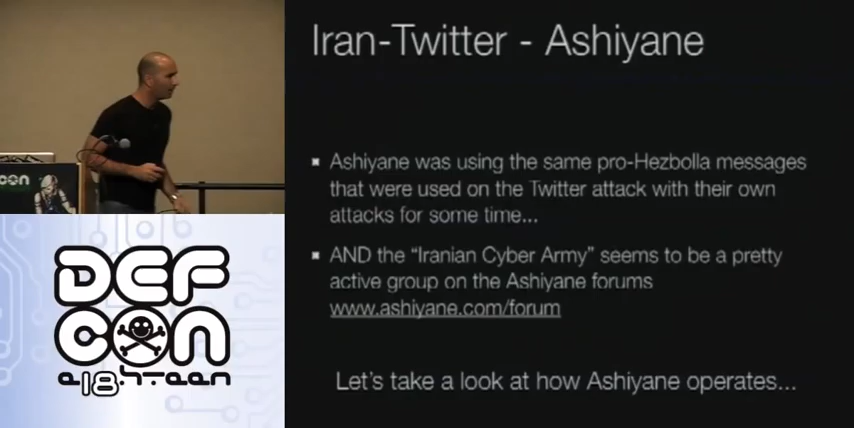 Iran-Twitter - Ashiyane
Ashiyane was using the same pro-Hezbolla messages
that were used on the Twitter attack with their own
attacks for some time...
AND the “Iranian Cyber Army” seems to be a pretty
active group on the Ashiyane forums
www.ashiyane.com/forum
Let's take a look at how Ashiyane operates...
DEF
CON
e18hteen